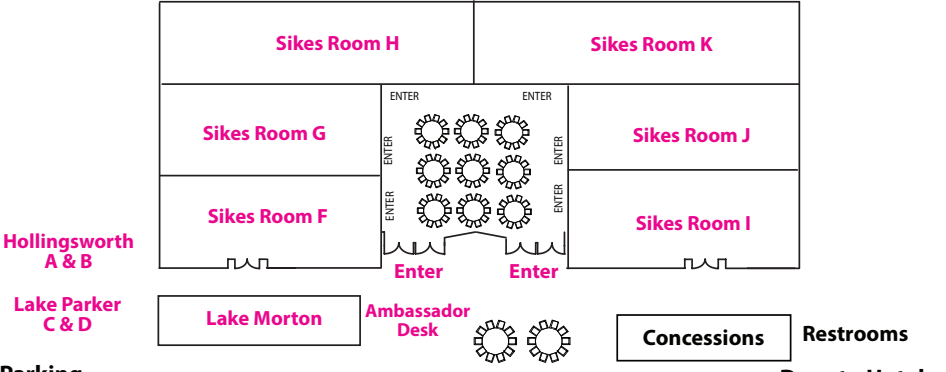 Sikes Room H
Sikes Room K
ENTER
ENTER
Sikes Room G
Sikes Room J
ENTER
ENTER
ENTER
ENTER
Sikes Room F
Sikes Room I
Hollingsworth
A & B
Enter
Enter
Lake Parker
C & D
Lake Morton
Ambassador
Desk
Concessions
Restrooms
Parking